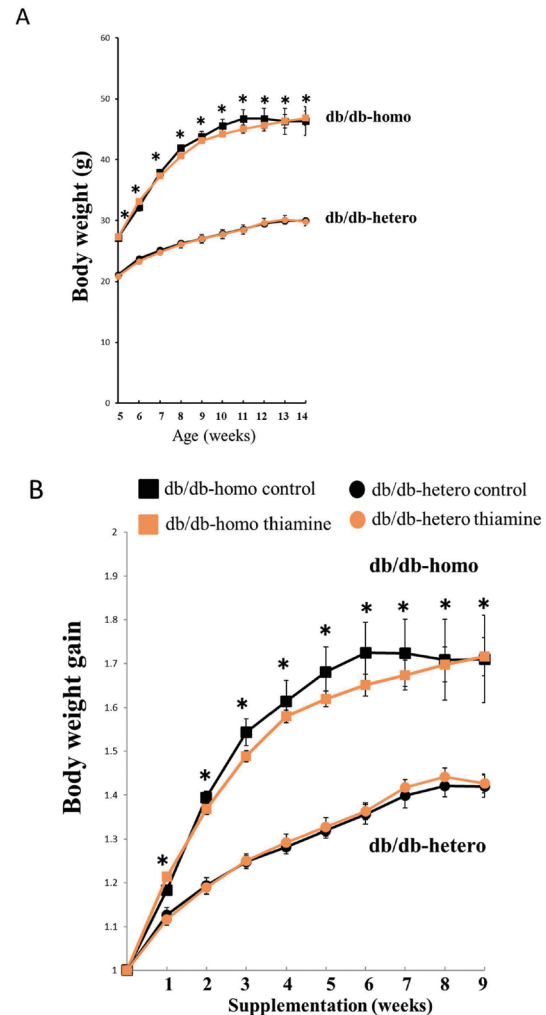 A
60
50
40
30
20
10
0
Body weight (g)
* * * * * * * * * *
db/db-homo
db/db-hetero
5 6 7 8 9 10 11 12 13 14
Age (weeks)
B
db/db-homo control
db/db-hetero control
db/db-homo thiamine
db/db-hetero thiamine
2
1.9
1.8
1.7
1.6
1.5
1.4
1.3
1.2
1.1
1
Body weight gain
db/db-homo
* * * * * * * * *
db/db-hetero
1 2 3 4 5 6 7 8 9
Supplementation (weeks)